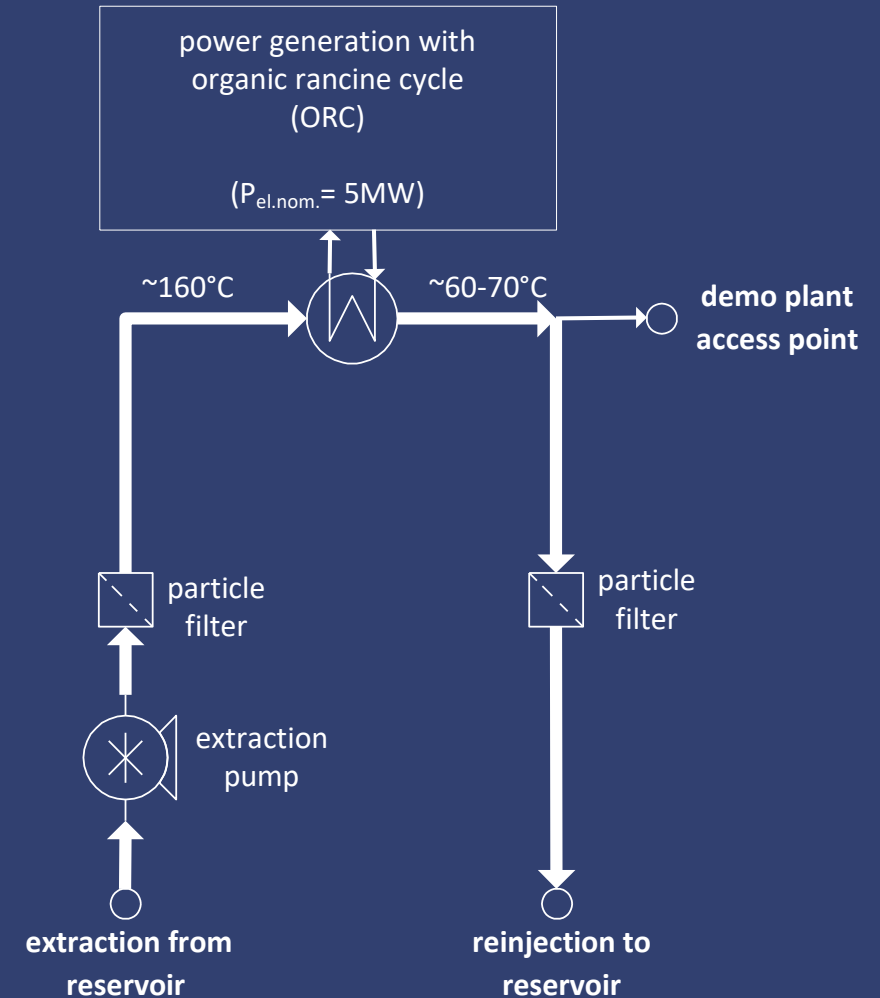 power generation with
organic rancine cycle
(ORC)
(Pel.nom.= 5MW)
~160°C
~60-70°C
demo plant
access point
particle
filter
particle
filter
extraction
pump
extraction from
reservoir
reinjection to
reservoir